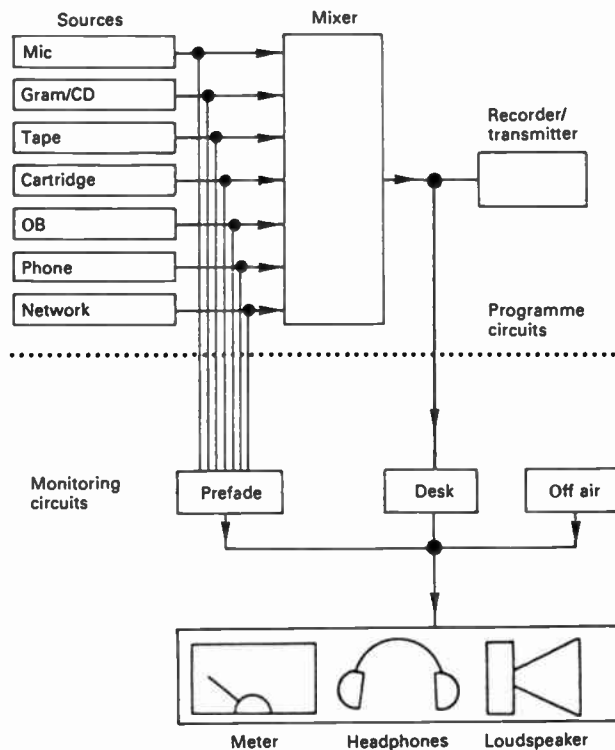 Sources
Mixer
Mic
Gram/CD
Tape
Cartridge
OB
Phone
Network
Recorder/
transmitter
Programme
circuits
Monitoring
circuits
Prefade
Desk
Off air
Meter
Headphones
Loudspeaker